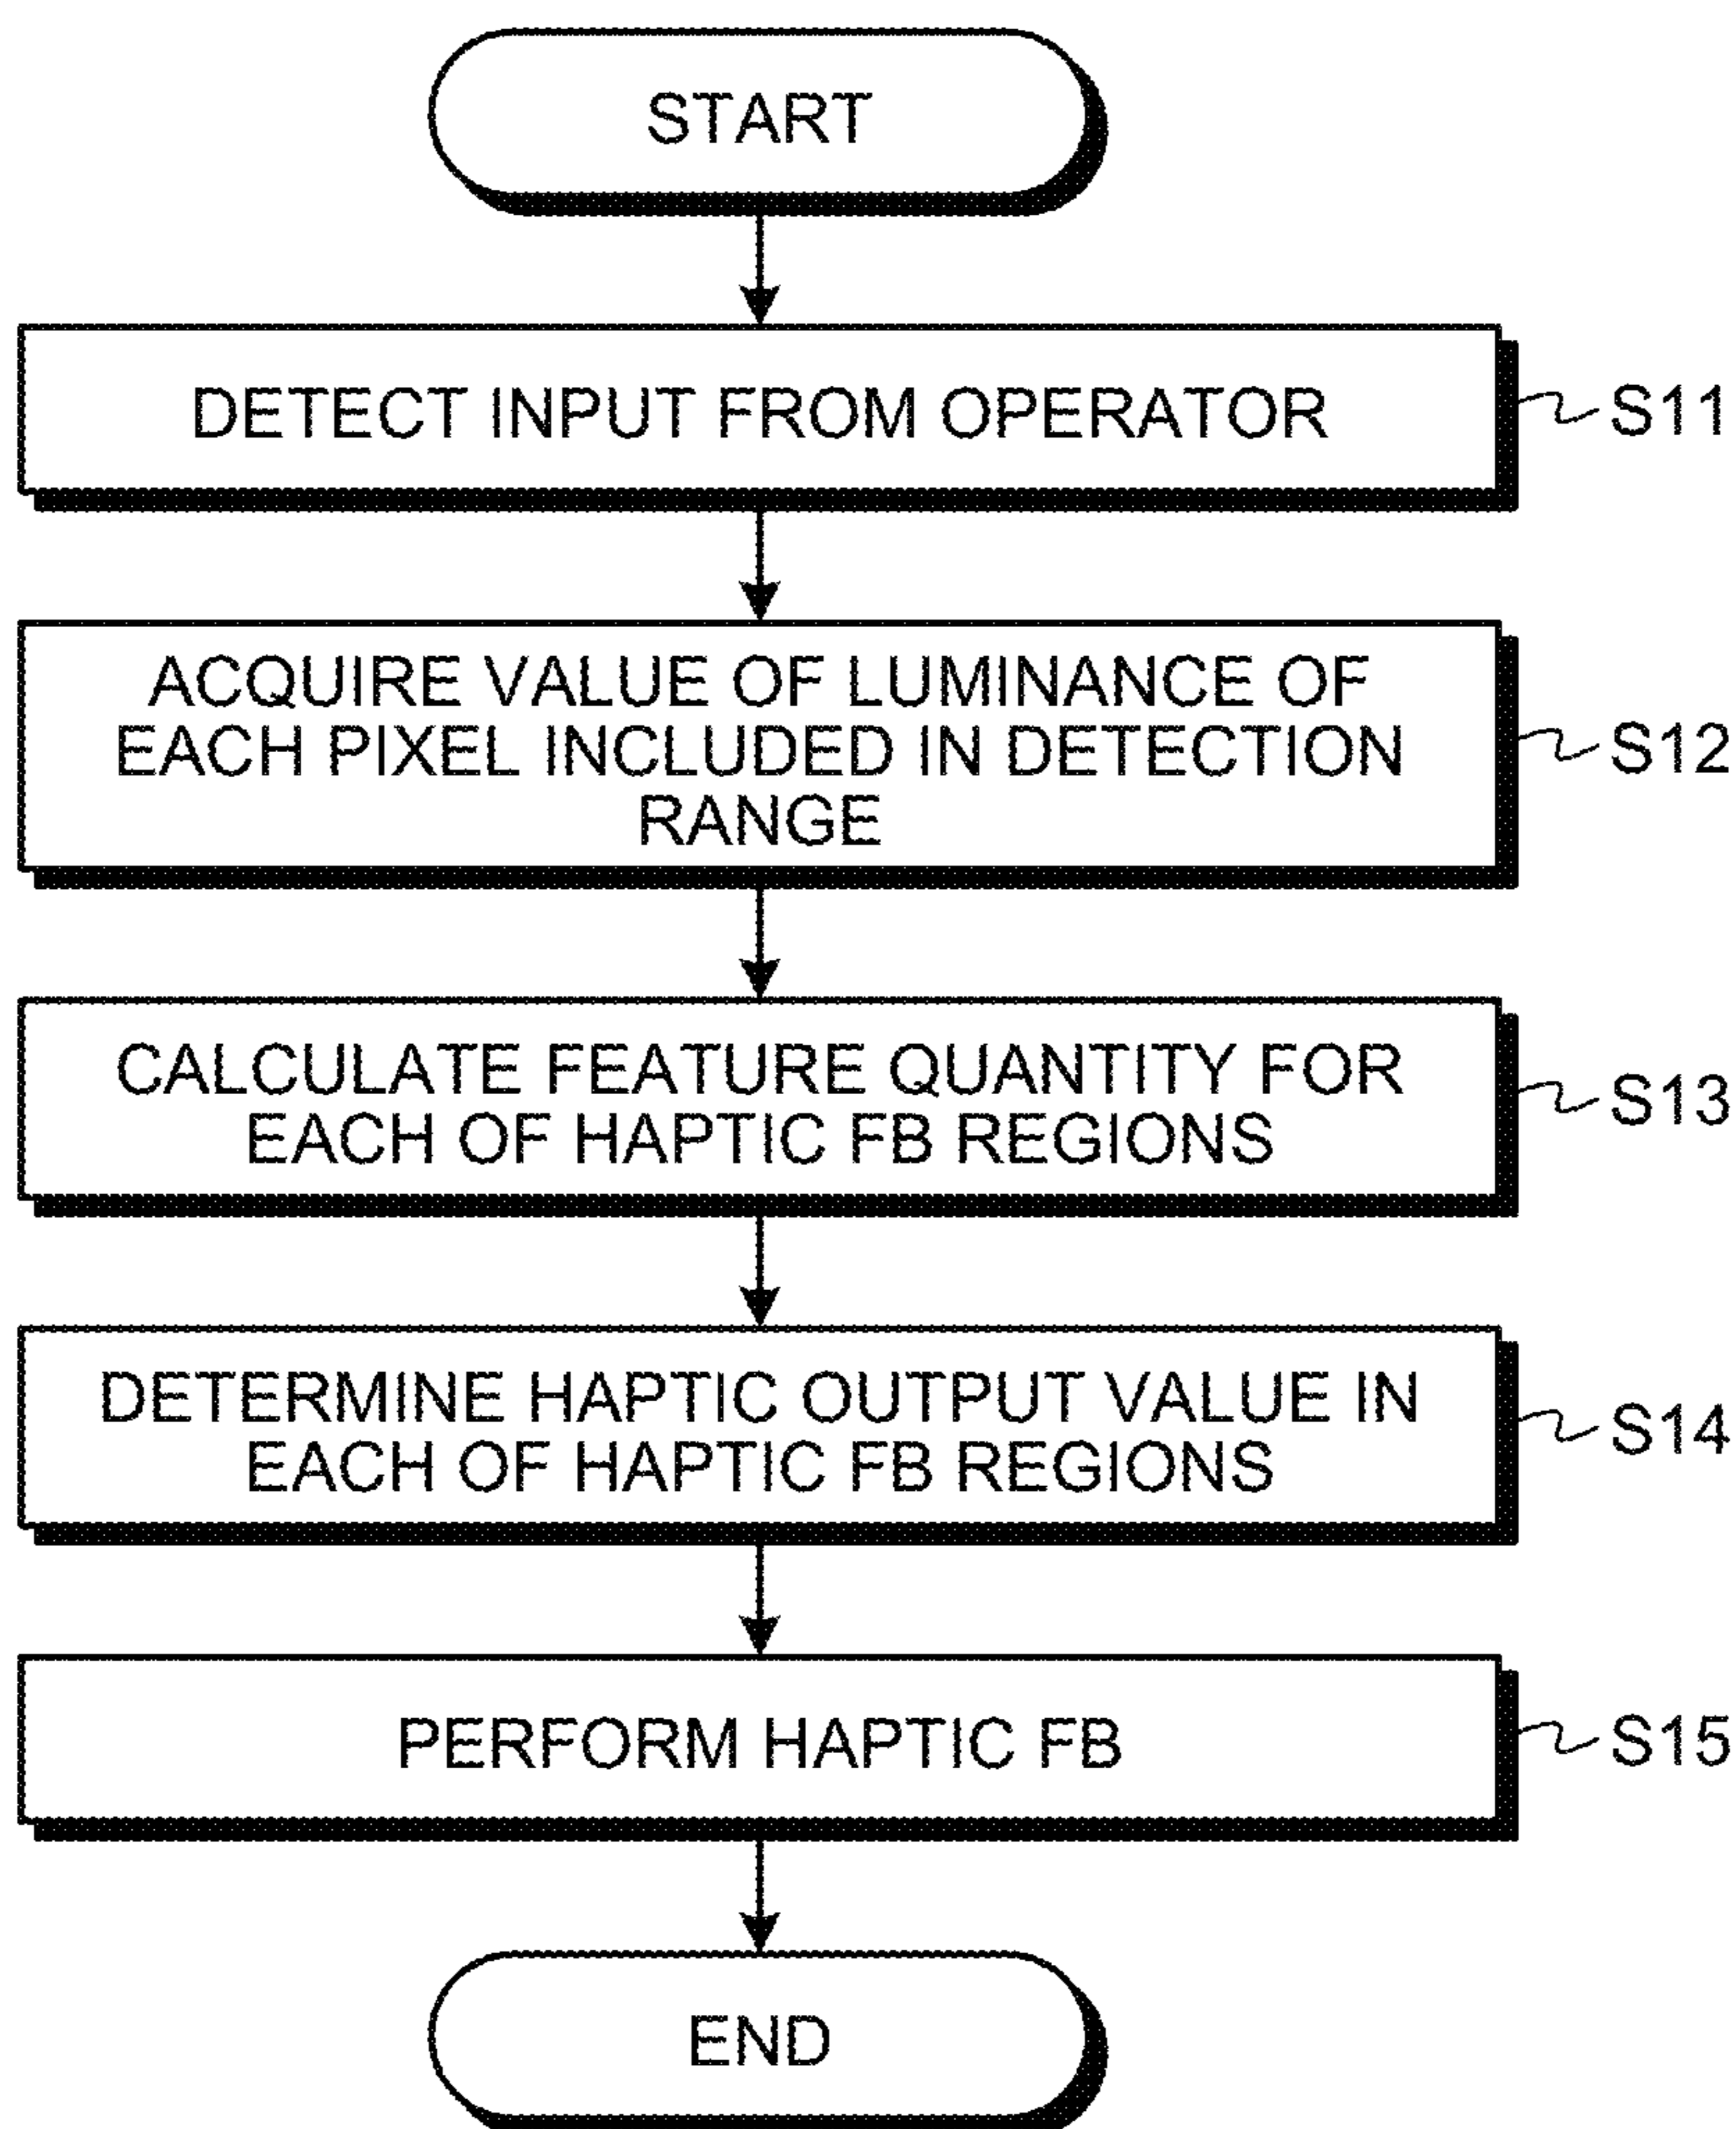 START
DETECT INPUT FROM OPERATOR
S11
ACQUIRE VALUE OF LUMINANCE OF
EACH PIXEL INCLUDED IN DETECTION
RANGE
S12
CALCULATE FEATURE QUANTITY FOR
EACH OF HAPTIC FB REGIONS
S13
DETERMINE HAPTIC OUTPUT VALUE IN
EACH OF HAPTIC FB REGIONS
S14
PERFORM HAPTIC FB
S15
END